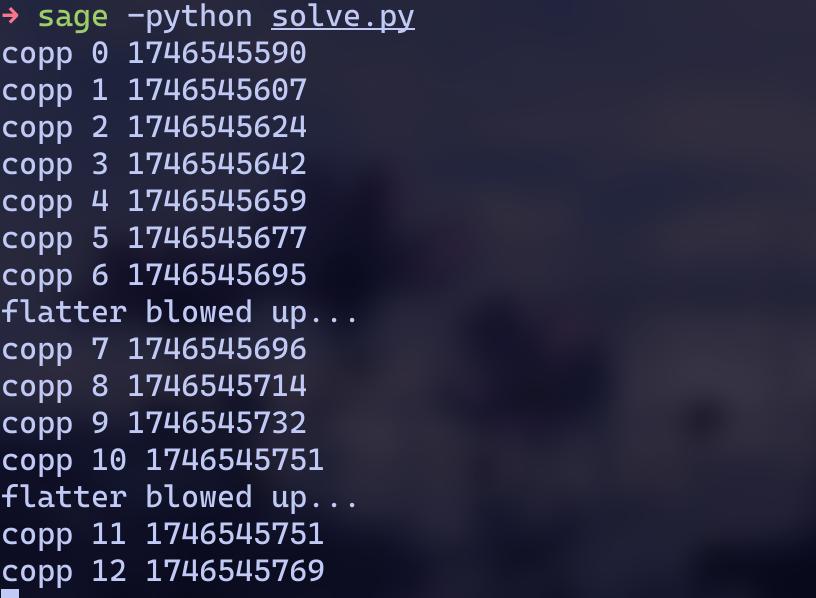 → sage -python solve.py
copp 0 1746545590
copp 1 1746545607
copp 2 1746545624
copp 3 1746545642
copp 4 1746545659
copp 5 1746545677
copp 6 1746545695
flatter blowed up...
copp 7 1746545696
copp 8 1746545714
copp 9 1746545732
copp 10 1746545751
flatter blowed up...
copp 11 1746545751
copp 12 1746545769